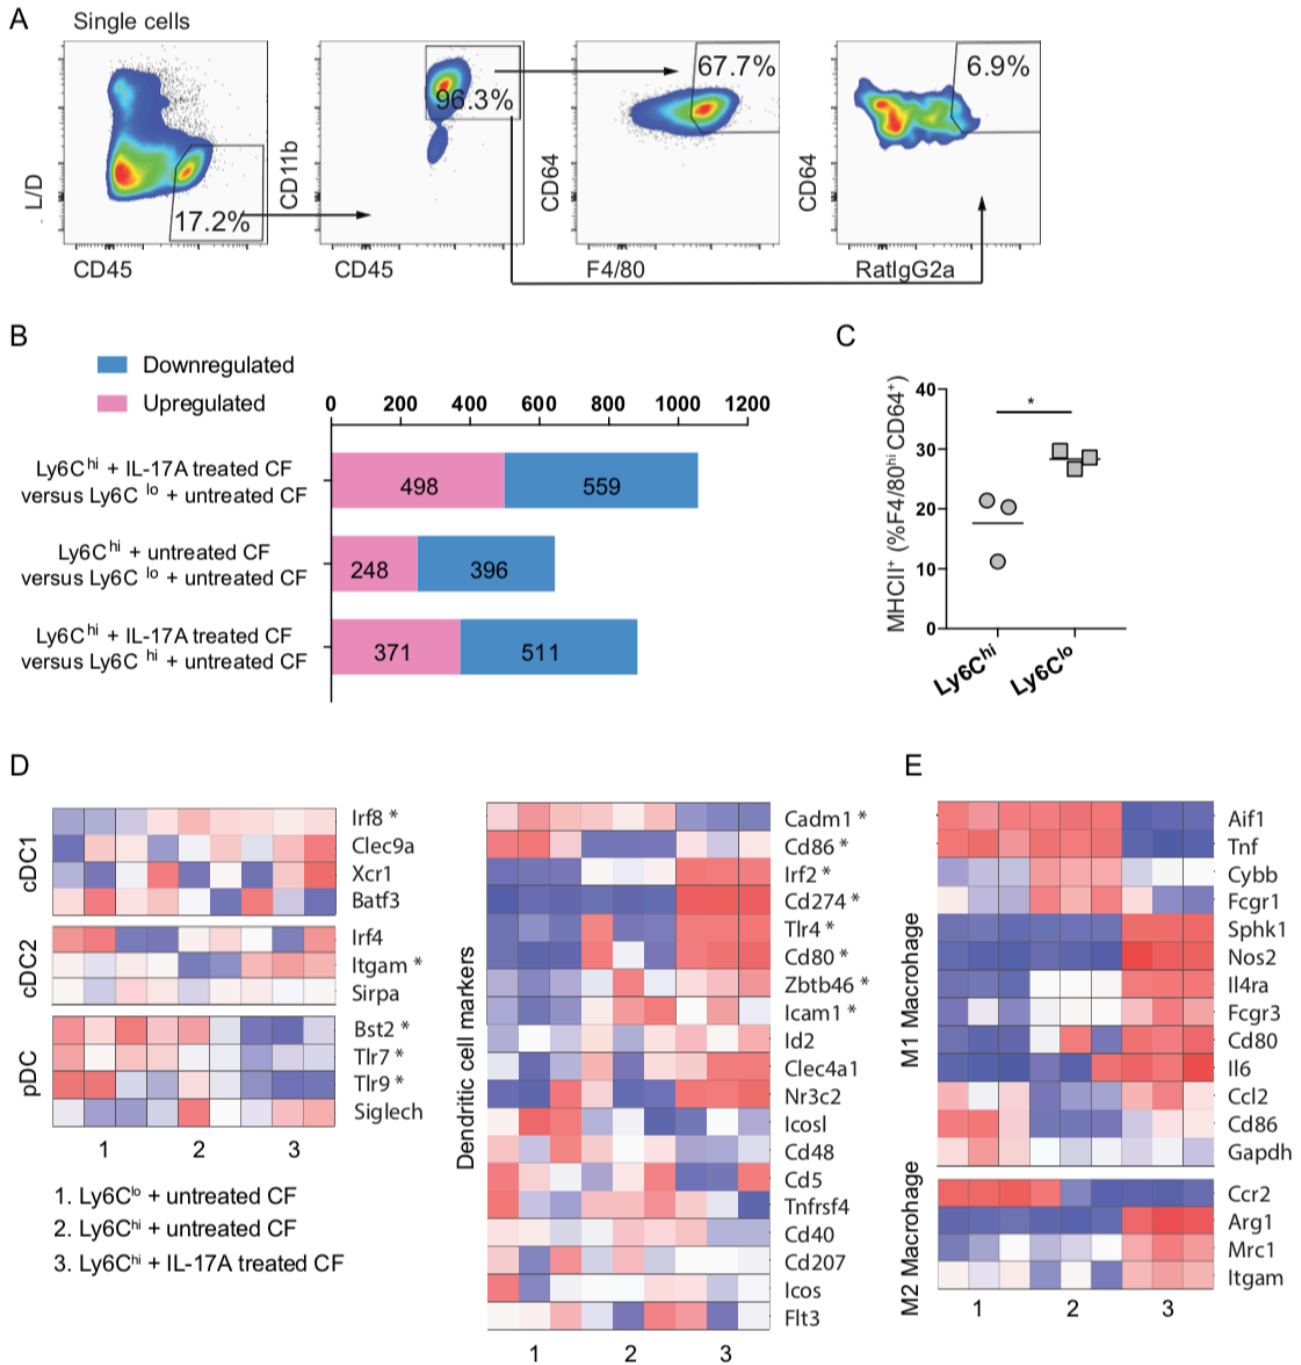 A
Single cells
L/D
17.2%
CD45
CD11b
96.3%
CD45
CD64
67.7%
F4/80
CD64
6.9%
RatIgG2a
B
Downregulated
Upregulated
0 200 400 600 800 1000 1200
Ly6C hi + IL-17A treated CF
versus Ly6C lo + untreated CF
498 559
Ly6C hi + untreated CF
versus Ly6C lo + untreated CF
248 396
Ly6C hi + IL-17A treated CF
versus Ly6C hi + untreated CF
371 511
C
MHCII+ (%F4/80hi CD64+)
40
30
20
10
0
*
Ly6Chi
Ly6Clo
D
cDC1
Irf8 *
Clec9a
Xcr1
Batf3
cDC2
Irf4
Itgam *
Sirpa
pDC
Bst2 *
Tlr7 *
Tlr9 *
Siglech
1 2 3
1. Ly6Clo + untreated CF
2. Ly6Chi + untreated CF
3. Ly6Chi + IL-17A treated CF
Dendritic cell markers
Cadm1 *
Cd86 *
Irf2 *
Cd274 *
Tlr4 *
Cd80 *
Zbtb46 *
Icam1 *
Id2
Clec4a1
Nr3c2
Icosl
Cd48
Cd5
Tnfrsf4
Cd40
Cd207
Icos
Flt3
1 2 3
E
M1 Macrophage
Aif1
Tnf
Cybb
Fcgr1
Sphk1
Nos2
Il4ra
Fcgr3
Cd80
Il6
Ccl2
Cd86
Gapdh
M2 Macrophage
Ccr2
Arg1
Mrc1
Itgam
1 2 3